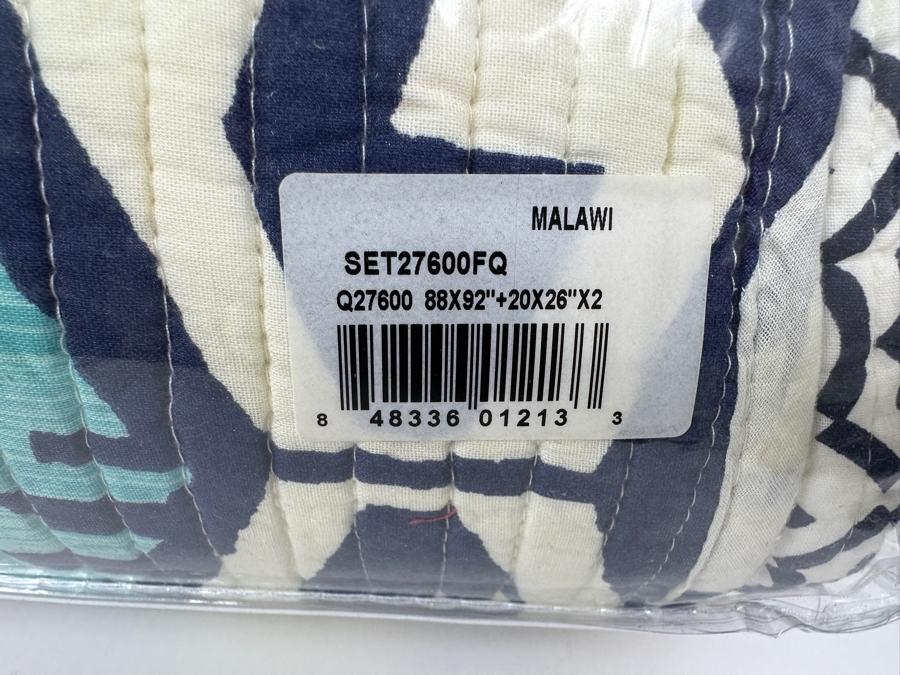 MALAWI
SET27600FQ
Q27600 88X92"+20X26"X2
8 48336 01213 3